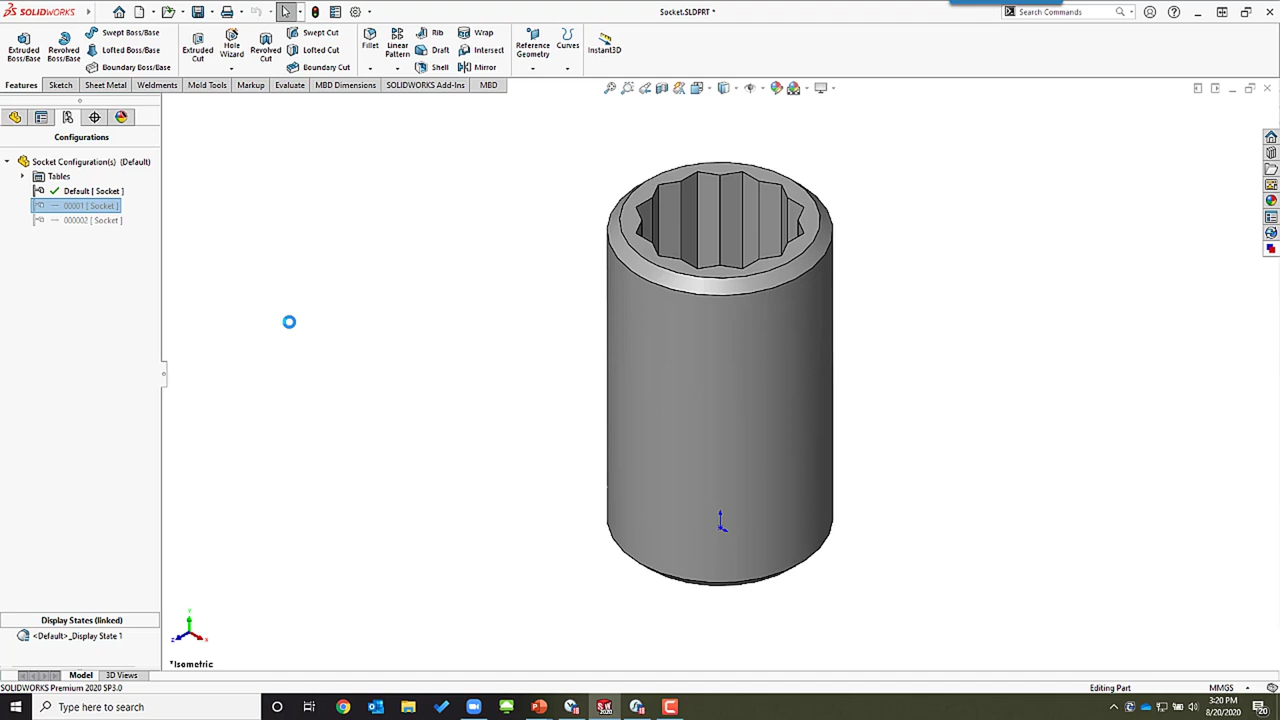 SOLIDWORKS
Socket.SLDPRT *
Search Commands
Extruded Boss/Base
Revolved Boss/Base
Swept Boss/Base
Lofted Boss/Base
Boundary Boss/Base
Extruded Cut
Hole Wizard
Revolved Cut
Swept Cut
Lofted Cut
Boundary Cut
Fillet
Linear Pattern
Rib
Draft
Shell
Wrap
Intersect
Mirror
Reference Geometry
Curves
Instant3D
Features
Sketch
Sheet Metal
Weldments
Mold Tools
Markup
Evaluate
MBD Dimensions
SOLIDWORKS Add-Ins
MBD
Configurations
Socket Configuration(s) (Default)
Tables
Default [ Socket ]
00001 [ Socket ]
000002 [ Socket ]
Y
Z
X
*Isometric
Display States (linked)
<Default>_Display State 1
Model
3D Views
SOLIDWORKS Premium 2020 SP3.0
Editing Part
MMGS
Type here to search
3:20 PM
8/20/2020
20